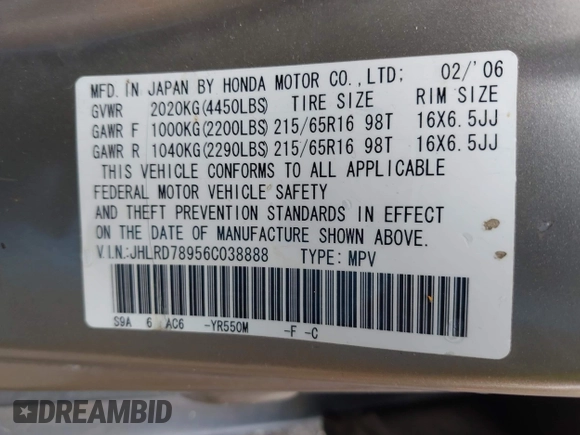 MFD. IN JAPAN BY HONDA MOTOR CO.,LTD; 02/'06
GVWR 2020KG(4450LBS) TIRE SIZE RIM SIZE
GAWR F 1000KG(2200LBS) 215/65R16 98T 16X6.5JJ
GAWR R 1040KG(2290LBS) 215/65R16 98T 16X6.5JJ
THIS VEHICLE CONFORMS TO ALL APPLICABLE
FEDERAL MOTOR VEHICLE SAFETY
AND THEFT PREVENTION STANDARDS IN EFFECT
ON THE DATE OF MANUFACTURE SHOWN ABOVE.
V.I.N.:JHLRD78956C038888 TYPE: MPV
S9A 6 AC6 -YR550M -F -C
DREAMBID